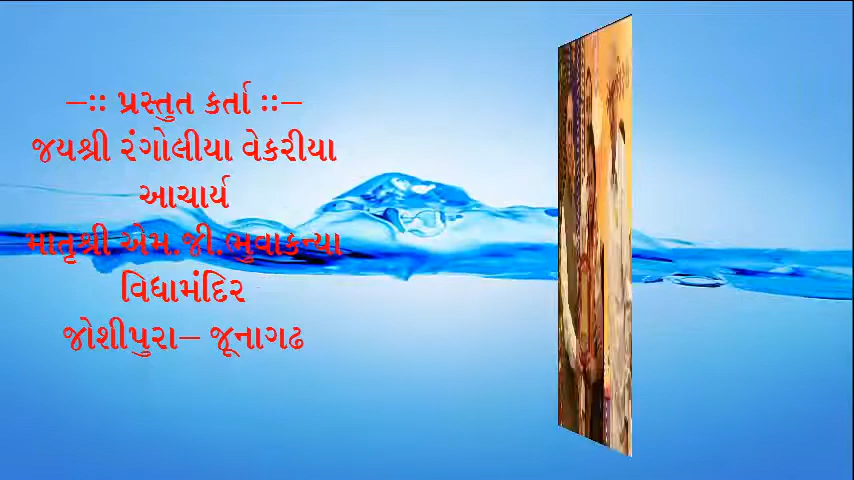 –:: પ્રસ્તુત કર્તા ::–
જયશ્રી રંગોલીયા વેકરીયા
આચાર્ય
માતૃશ્રી એમ.જી.ભુવાકન્યા
વિધામંદિર
જોશીપુરા– જૂનાગઢ